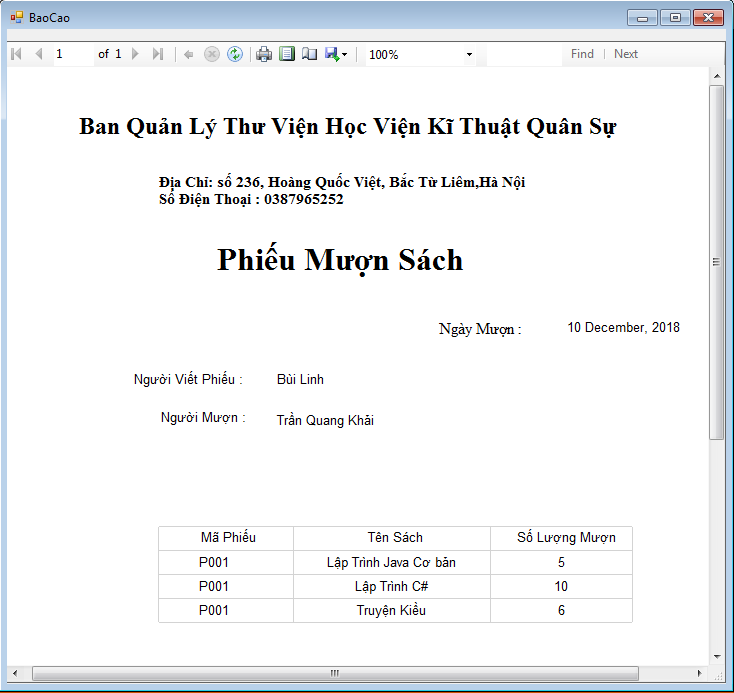 BaoCao
1 of 1 100% Find Next
Ban Quản Lý Thư Viện Học Viện Kĩ Thuật Quân Sự
Địa Chỉ: số 236, Hoàng Quốc Việt, Bắc Từ Liêm,Hà Nội
Số Điện Thoại : 0387965252
Phiếu Mượn Sách
Ngày Mượn : 10 December, 2018
Người Viết Phiếu : Bùi Linh
Người Mượn : Trần Quang Khải
Mã Phiếu Tên Sách Số Lượng Mượn
P001 Lập Trình Java Cơ bản 5
P001 Lập Trình C# 10
P001 Truyện Kiều 6